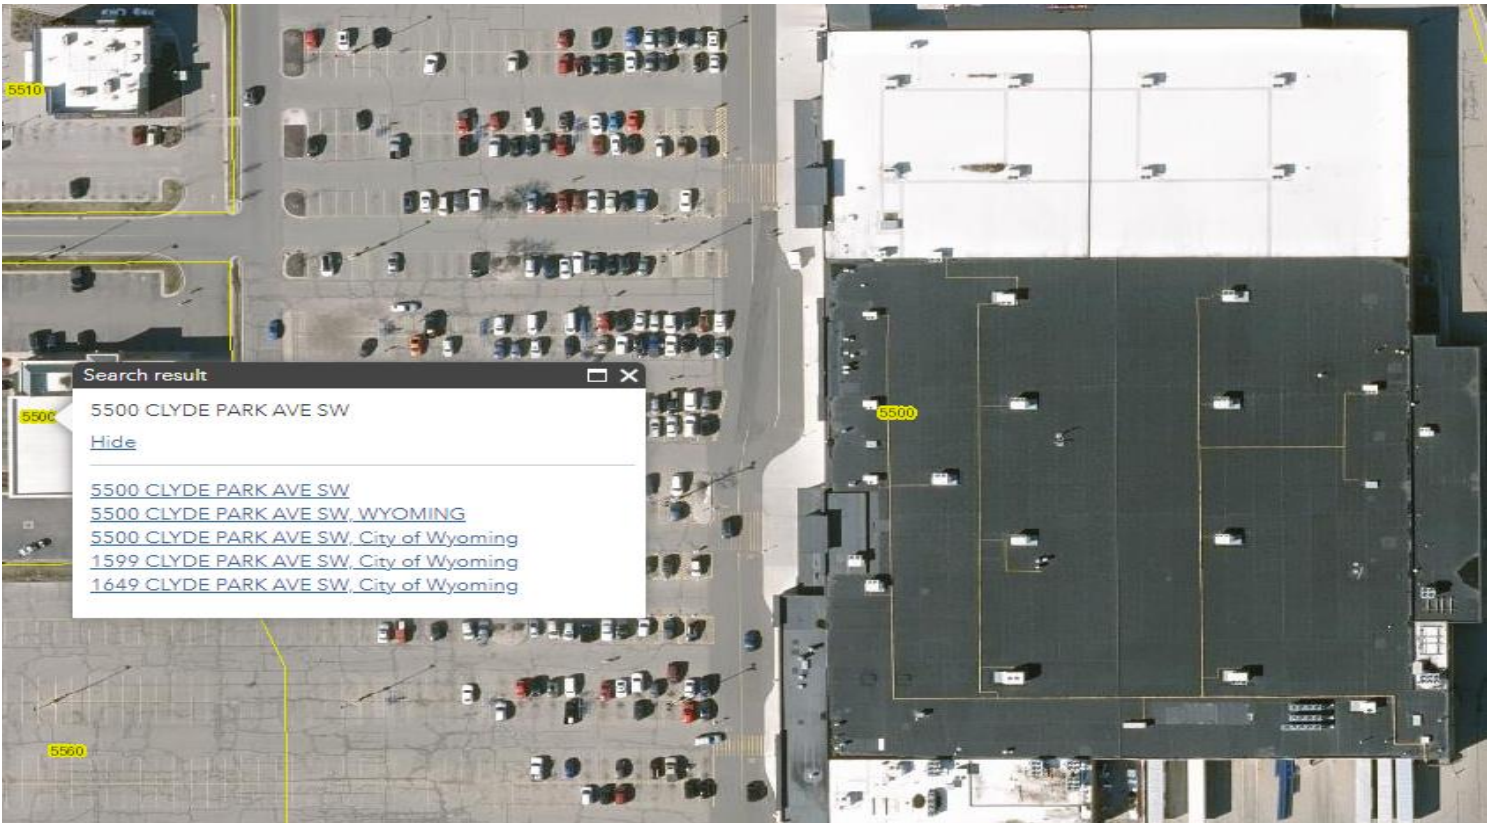 5510
Search result
5500
5500 CLYDE PARK AVE SW
5500
Hide
5500 CLYDE PARK AVE SW
5500 CLYDE PARK AVE SW, WYOMING
5500 CLYDE PARK AVE SW, City of Wyoming
1599 CLYDE PARK AVE SW, City of Wyoming
1649 CLYDE PARK AVE SW, City of Wyoming
5560